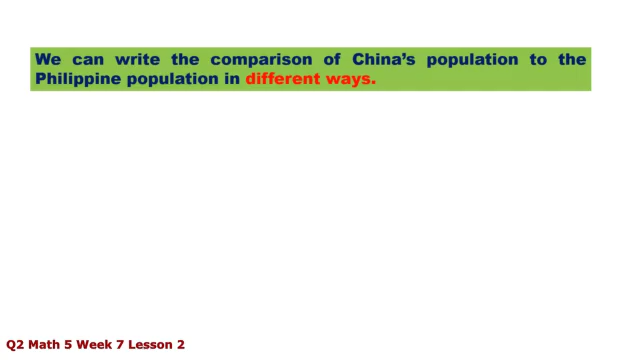 We can write the comparison of China's population to the
Philippine population in different ways.
Q2 Math 5 Week 7 Lesson 2